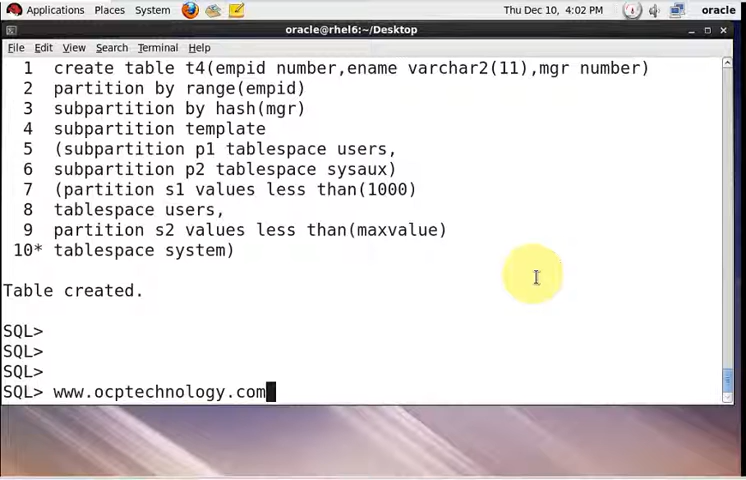 Applications Places System Thu Dec 10, 4:02 PM oracle
oracle@rhel6:~/Desktop
File Edit View Search Terminal Help
1 create table t4(empid number,ename varchar2(11),mgr number)
2 partition by range(empid)
3 subpartition by hash(mgr)
4 subpartition template
5 (subpartition p1 tablespace users,
6 subpartition p2 tablespace sysaux)
7 (partition s1 values less than(1000)
8 tablespace users,
9 partition s2 values less than(maxvalue)
10* tablespace system)
Table created.
SQL>
SQL>
SQL>
SQL> www.ocptechnology.com